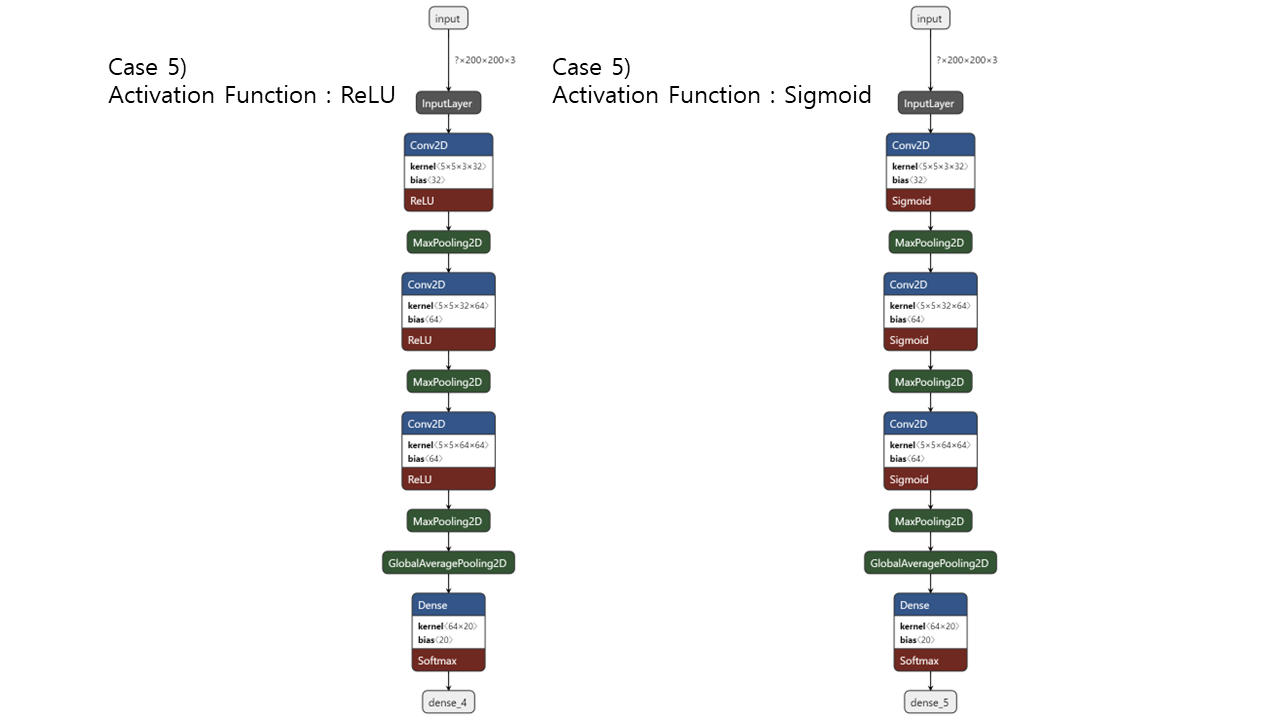 Case 5)
Activation Function : ReLU
input
?×200×200×3
InputLayer
Conv2D
kernel⟨5×5×3×32⟩
bias⟨32⟩
ReLU
MaxPooling2D
Conv2D
kernel⟨5×5×32×64⟩
bias⟨64⟩
ReLU
MaxPooling2D
Conv2D
kernel⟨5×5×64×64⟩
bias⟨64⟩
ReLU
MaxPooling2D
GlobalAveragePooling2D
Dense
kernel⟨64×20⟩
bias⟨20⟩
Softmax
dense_4
Case 5)
Activation Function : Sigmoid
input
?×200×200×3
InputLayer
Conv2D
kernel⟨5×5×3×32⟩
bias⟨32⟩
Sigmoid
MaxPooling2D
Conv2D
kernel⟨5×5×32×64⟩
bias⟨64⟩
Sigmoid
MaxPooling2D
Conv2D
kernel⟨5×5×64×64⟩
bias⟨64⟩
Sigmoid
MaxPooling2D
GlobalAveragePooling2D
Dense
kernel⟨64×20⟩
bias⟨20⟩
Softmax
dense_5